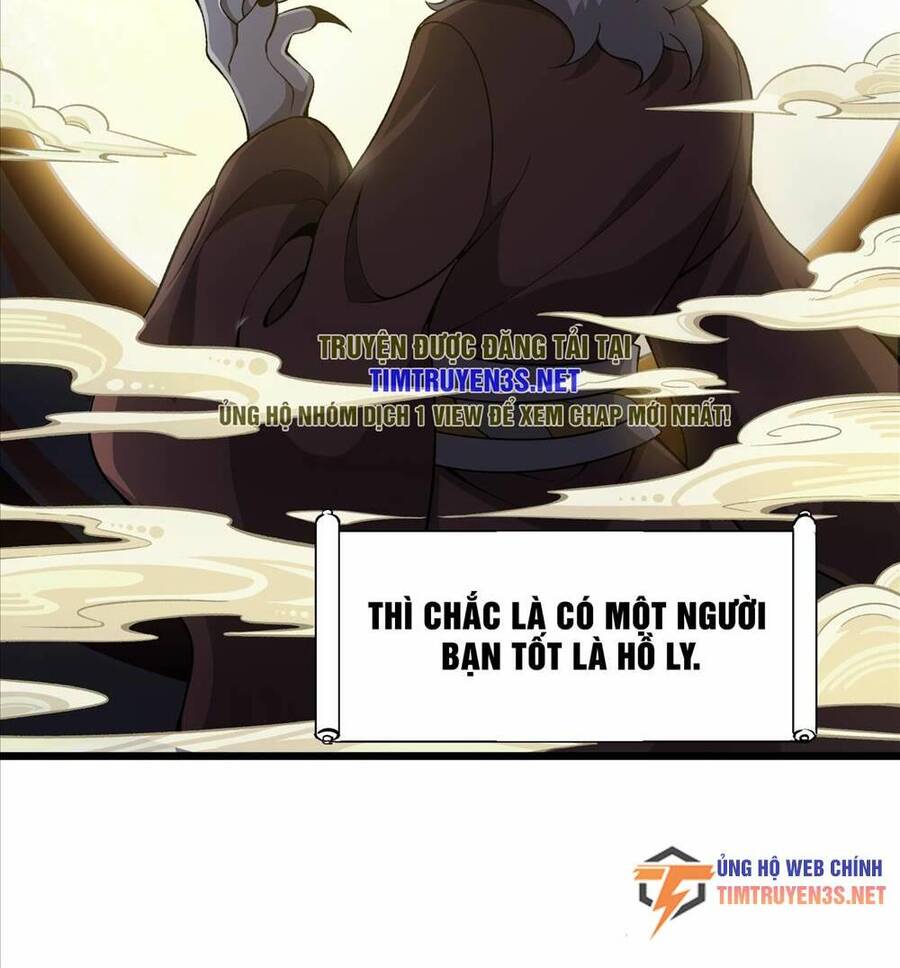 TRUYỆN ĐƯỢC ĐĂNG TẢI TẠI
TIMTRUYEN3S.NET
ỦNG HỘ NHÓM DỊCH 1 VIEW ĐỂ XEM CHAP MỚI NHẤT!
THÌ CHẮC LÀ CÓ MỘT NGƯỜI
BẠN TỐT LÀ HỒ LY.
ỦNG HỘ WEB CHÍNH
TIMTRUYEN3S.NET